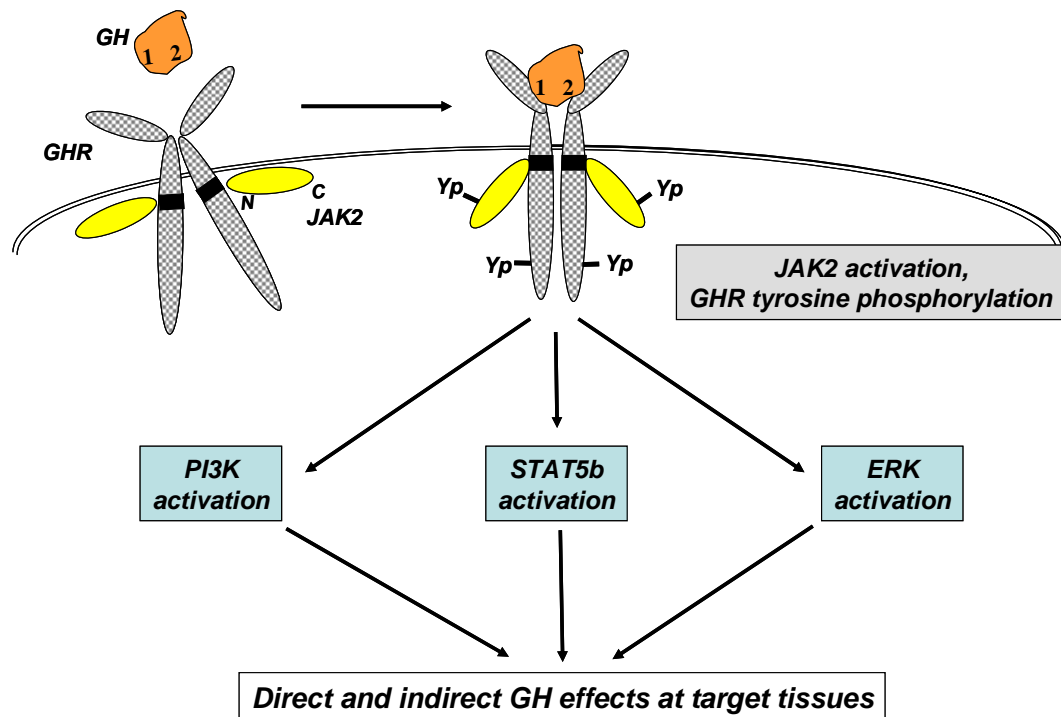 GH
1 2
1 2
GHR
N
C
JAK2
Yp
Yp
Yp
Yp
JAK2 activation,
GHR tyrosine phosphorylation
PI3K
activation
STAT5b
activation
ERK
activation
Direct and indirect GH effects at target tissues